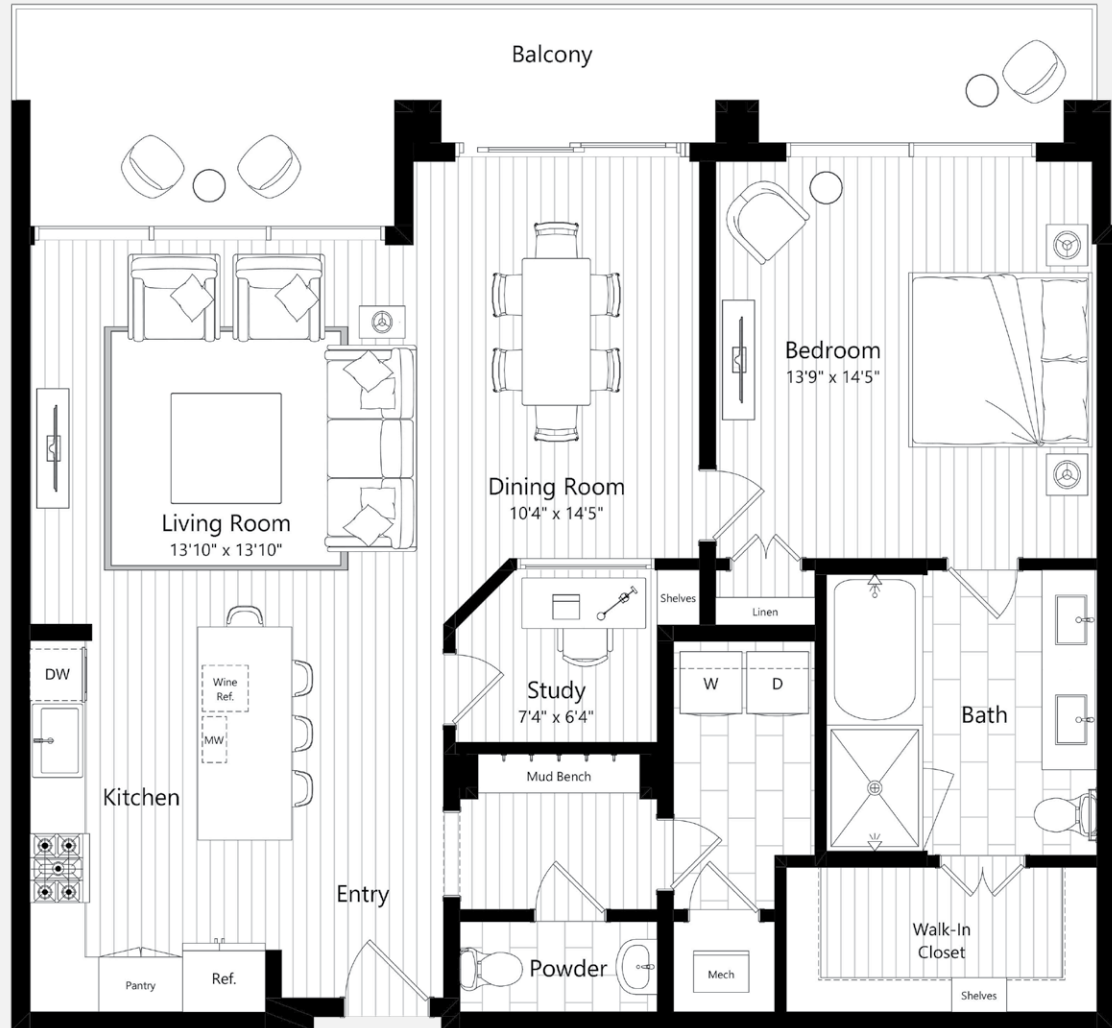 Balcony
Bedroom
13'9" x 14'5"
Dining Room
10'4" x 14'5"
Living Room
13'10" x 13'10"
Shelves
Linen
DW
Wine
Ref.
MW
Study
7'4" x 6'4"
W
D
Bath
Mud Bench
Kitchen
Entry
Walk-In
Closet
Powder
Mech
Pantry
Ref.
Shelves